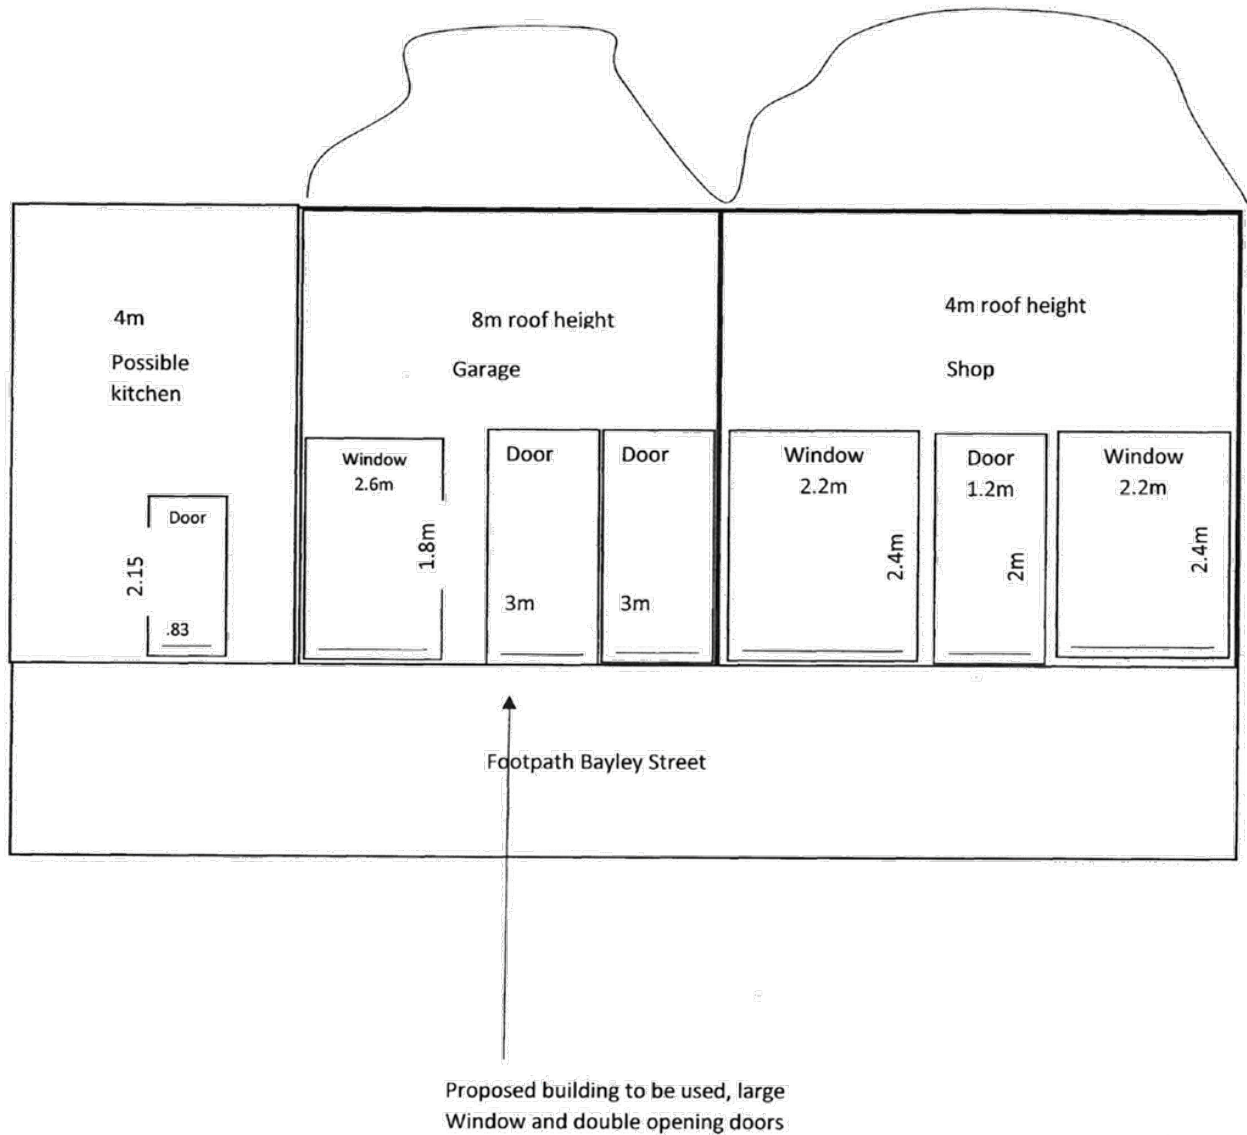 4m
Possible
kitchen
Door
2.15
.83
8m roof height
Garage
Window
2.6m
1.8m
Door
3m
Door
3m
4m roof height
Shop
Window
2.2m
2.4m
Door
1.2m
2m
Window
2.2m
2.4m
Footpath Bayley Street
Proposed building to be used, large
Window and double opening doors